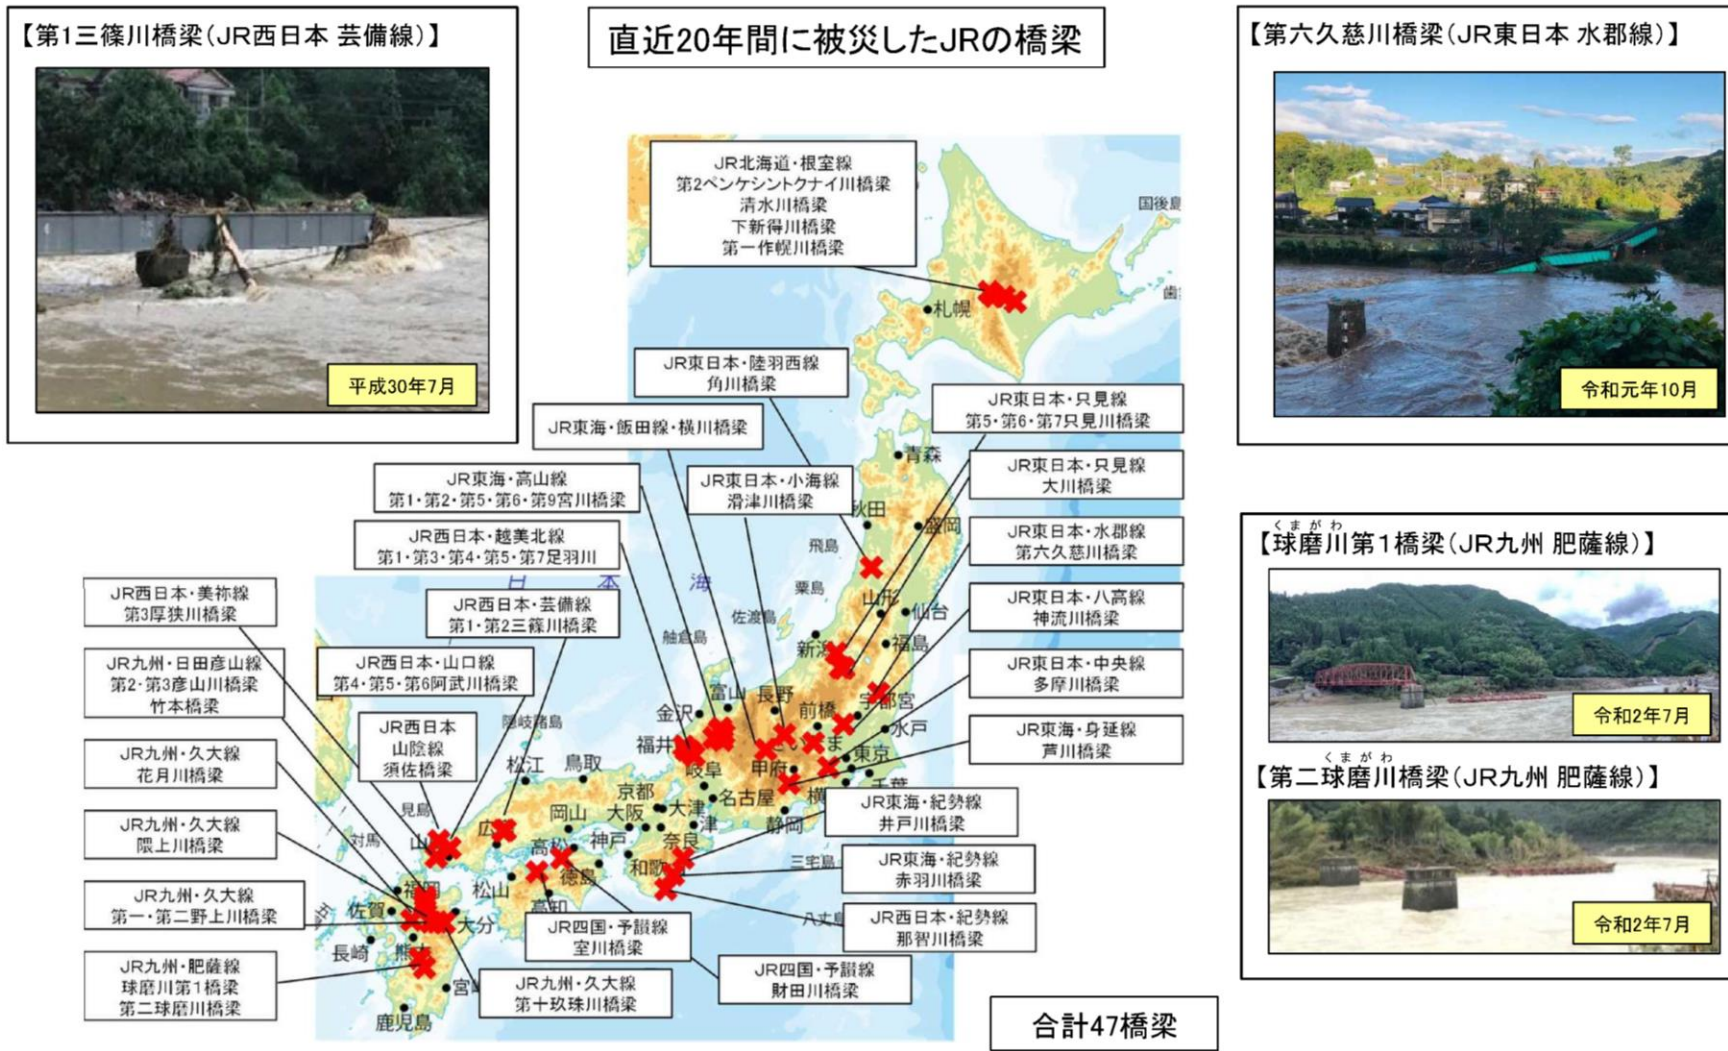 直近20年間に被災したJRの橋梁
【第1三篠川橋梁(JR西日本 芸備線)】
平成30年7月
【第六久慈川橋梁(JR東日本 水郡線)】
令和元年10月
くまがわ
【球磨川第1橋梁(JR九州 肥薩線)】
令和2年7月
くまがわ
【第二球磨川橋梁(JR九州 肥薩線)】
令和2年7月
JR北海道・根室線
第2ペンケシントクナイ川橋梁
清水川橋梁
下新得川橋梁
第一作幌川橋梁
JR東日本・陸羽西線
角川橋梁
JR東海・飯田線・横川橋梁
JR東日本・只見線
第5・第6・第7只見川橋梁
JR東海・高山線
第1・第2・第5・第6・第9宮川橋梁
JR東日本・小海線
滑津川橋梁
JR東日本・只見線
大川橋梁
JR西日本・越美北線
第1・第3・第4・第5・第7足羽川
JR東日本・水郡線
第六久慈川橋梁
JR西日本・美祢線
第3厚狭川橋梁
JR西日本・芸備線
第1・第2三篠川橋梁
JR東日本・八高線
神流川橋梁
JR九州・日田彦山線
第2・第3彦山川橋梁
竹本橋梁
JR西日本・山口線
第4・第5・第6阿武川橋梁
JR東日本・中央線
多摩川橋梁
JR西日本
山陰線
須佐橋梁
JR東海・身延線
芦川橋梁
JR九州・久大線
花月川橋梁
JR東海・紀勢線
井戸川橋梁
JR九州・久大線
隈上川橋梁
JR東海・紀勢線
赤羽川橋梁
JR九州・久大線
第一・第二野上川橋梁
JR四国・予讃線
室川橋梁
JR西日本・紀勢線
那智川橋梁
JR九州・肥薩線
球磨川第1橋梁
第二球磨川橋梁
JR九州・久大線
第十玖珠川橋梁
JR四国・予讃線
財田川橋梁
合計47橋梁
国後島
札幌
青森
秋田
盛岡
飛島
粟島
山形
仙台
佐渡島
新潟
福島
舳倉島
日本海
富山
長野
前橋
宇都宮
金沢
水戸
隠岐諸島
福井
さいたま
東京
岐阜
甲府
千葉
松江
鳥取
京都
名古屋
横
見島
岡山
大阪
大津
津
静岡
対馬
山
広
高松
神戸
奈良
三宅島
和歌
福岡
松山
徳島
佐賀
大分
高知
八丈島
長崎
熊本
宮
鹿児島